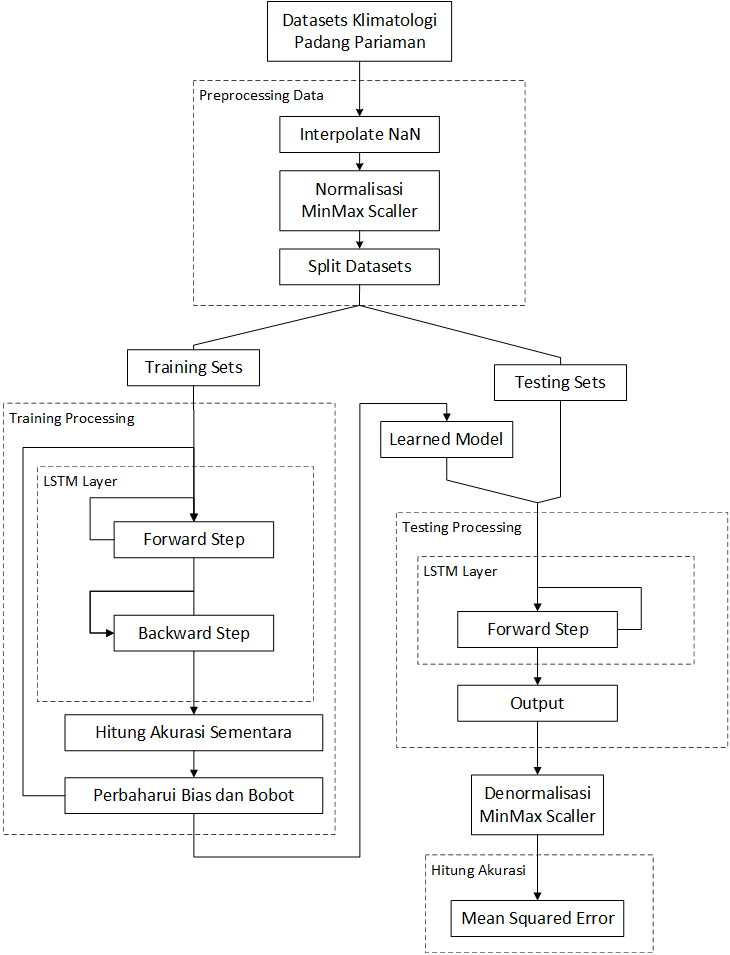 Datasets Klimatologi
Padang Pariaman
Preprocessing Data
Interpolate NaN
Normalisasi
MinMax Scaller
Split Datasets
Training Sets
Testing Sets
Training Processing
Learned Model
LSTM Layer
Forward Step
Backward Step
Hitung Akurasi Sementara
Perbaharui Bias dan Bobot
Testing Processing
LSTM Layer
Forward Step
Output
Denormalisasi
MinMax Scaller
Hitung Akurasi
Mean Squared Error